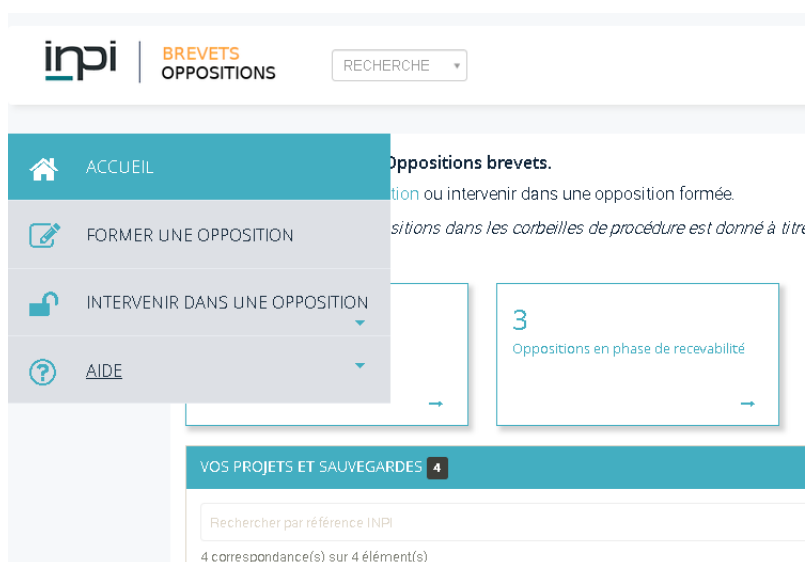 inpi
BREVETS
OPPOSITIONS
RECHERCHE
ACCUEIL
FORMER UNE OPPOSITION
INTERVENIR DANS UNE OPPOSITION
AIDE
Oppositions brevets.
ou intervenir dans une opposition formée.
dans les corbeilles de procédure est donné à titre
3
Oppositions en phase de recevabilité
VOS PROJETS ET SAUVEGARDES 4
Rechercher par référence INPI
4 correspondance(s) sur 4 élément(s)